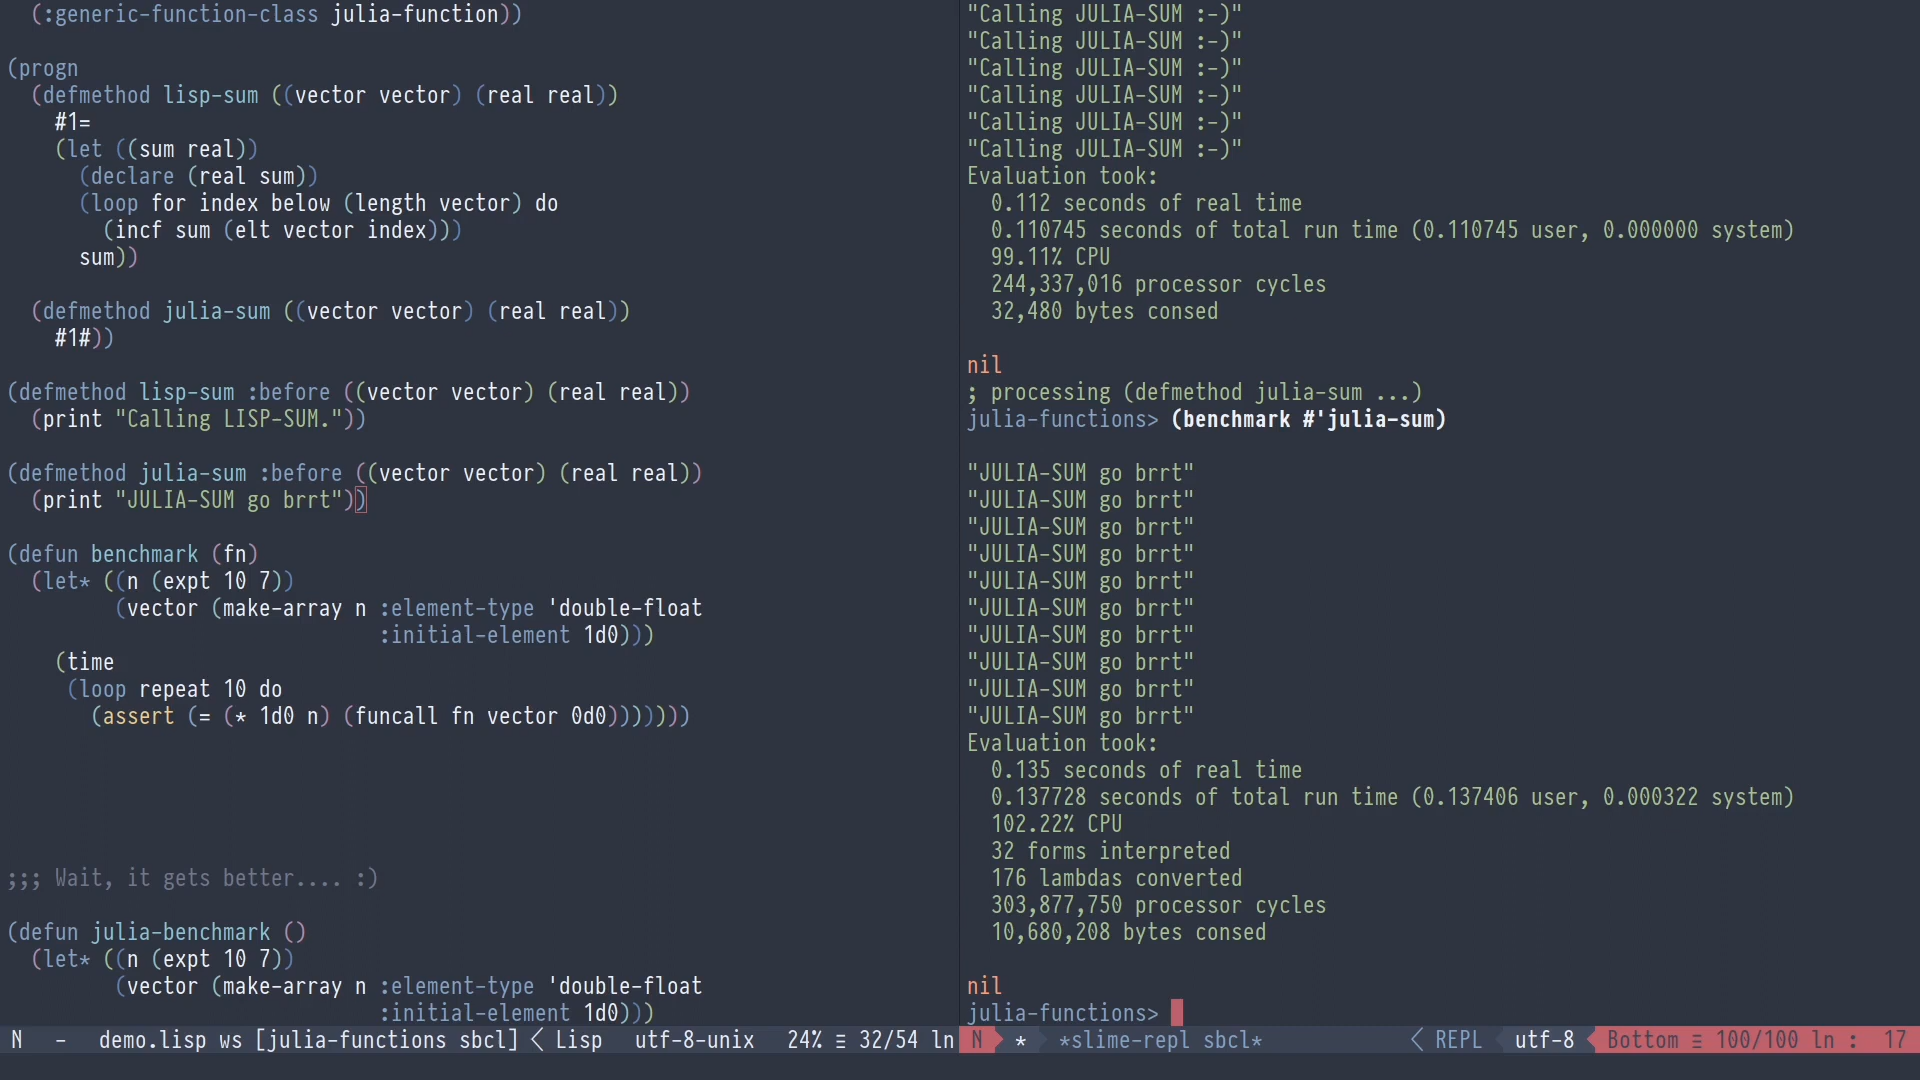 (:generic-function-class julia-function))
(progn
(defmethod lisp-sum ((vector vector) (real real))
#1=
(let ((sum real))
(declare (real sum))
(loop for index below (length vector) do
(incf sum (elt vector index)))
sum))
(defmethod julia-sum ((vector vector) (real real))
#1#))
(defmethod lisp-sum :before ((vector vector) (real real))
(print "Calling LISP-SUM."))
(defmethod julia-sum :before ((vector vector) (real real))
(print "JULIA-SUM go brrt"))
(defun benchmark (fn)
(let* ((n (expt 10 7))
(vector (make-array n :element-type 'double-float
:initial-element 1d0)))
(time
(loop repeat 10 do
(assert (= (* 1d0 n) (funcall fn vector 0d0)))))))
;;; Wait, it gets better.... :)
(defun julia-benchmark ()
(let* ((n (expt 10 7))
(vector (make-array n :element-type 'double-float
:initial-element 1d0)))
N - demo.lisp ws [julia-functions sbcl] < Lisp utf-8-unix 24% ≡ 32/54 ln
"Calling JULIA-SUM :-)"
"Calling JULIA-SUM :-)"
"Calling JULIA-SUM :-)"
"Calling JULIA-SUM :-)"
"Calling JULIA-SUM :-)"
"Calling JULIA-SUM :-)"
Evaluation took:
0.112 seconds of real time
0.110745 seconds of total run time (0.110745 user, 0.000000 system)
99.11% CPU
244,337,016 processor cycles
32,480 bytes consed
nil
; processing (defmethod julia-sum ...)
julia-functions> (benchmark #'julia-sum)
"JULIA-SUM go brrt"
"JULIA-SUM go brrt"
"JULIA-SUM go brrt"
"JULIA-SUM go brrt"
"JULIA-SUM go brrt"
"JULIA-SUM go brrt"
"JULIA-SUM go brrt"
"JULIA-SUM go brrt"
"JULIA-SUM go brrt"
"JULIA-SUM go brrt"
Evaluation took:
0.135 seconds of real time
0.137728 seconds of total run time (0.137406 user, 0.000322 system)
102.22% CPU
32 forms interpreted
176 lambdas converted
303,877,750 processor cycles
10,680,208 bytes consed
nil
julia-functions>
N * *slime-repl sbcl* < REPL utf-8 Bottom ≡ 100/100 ln : 17